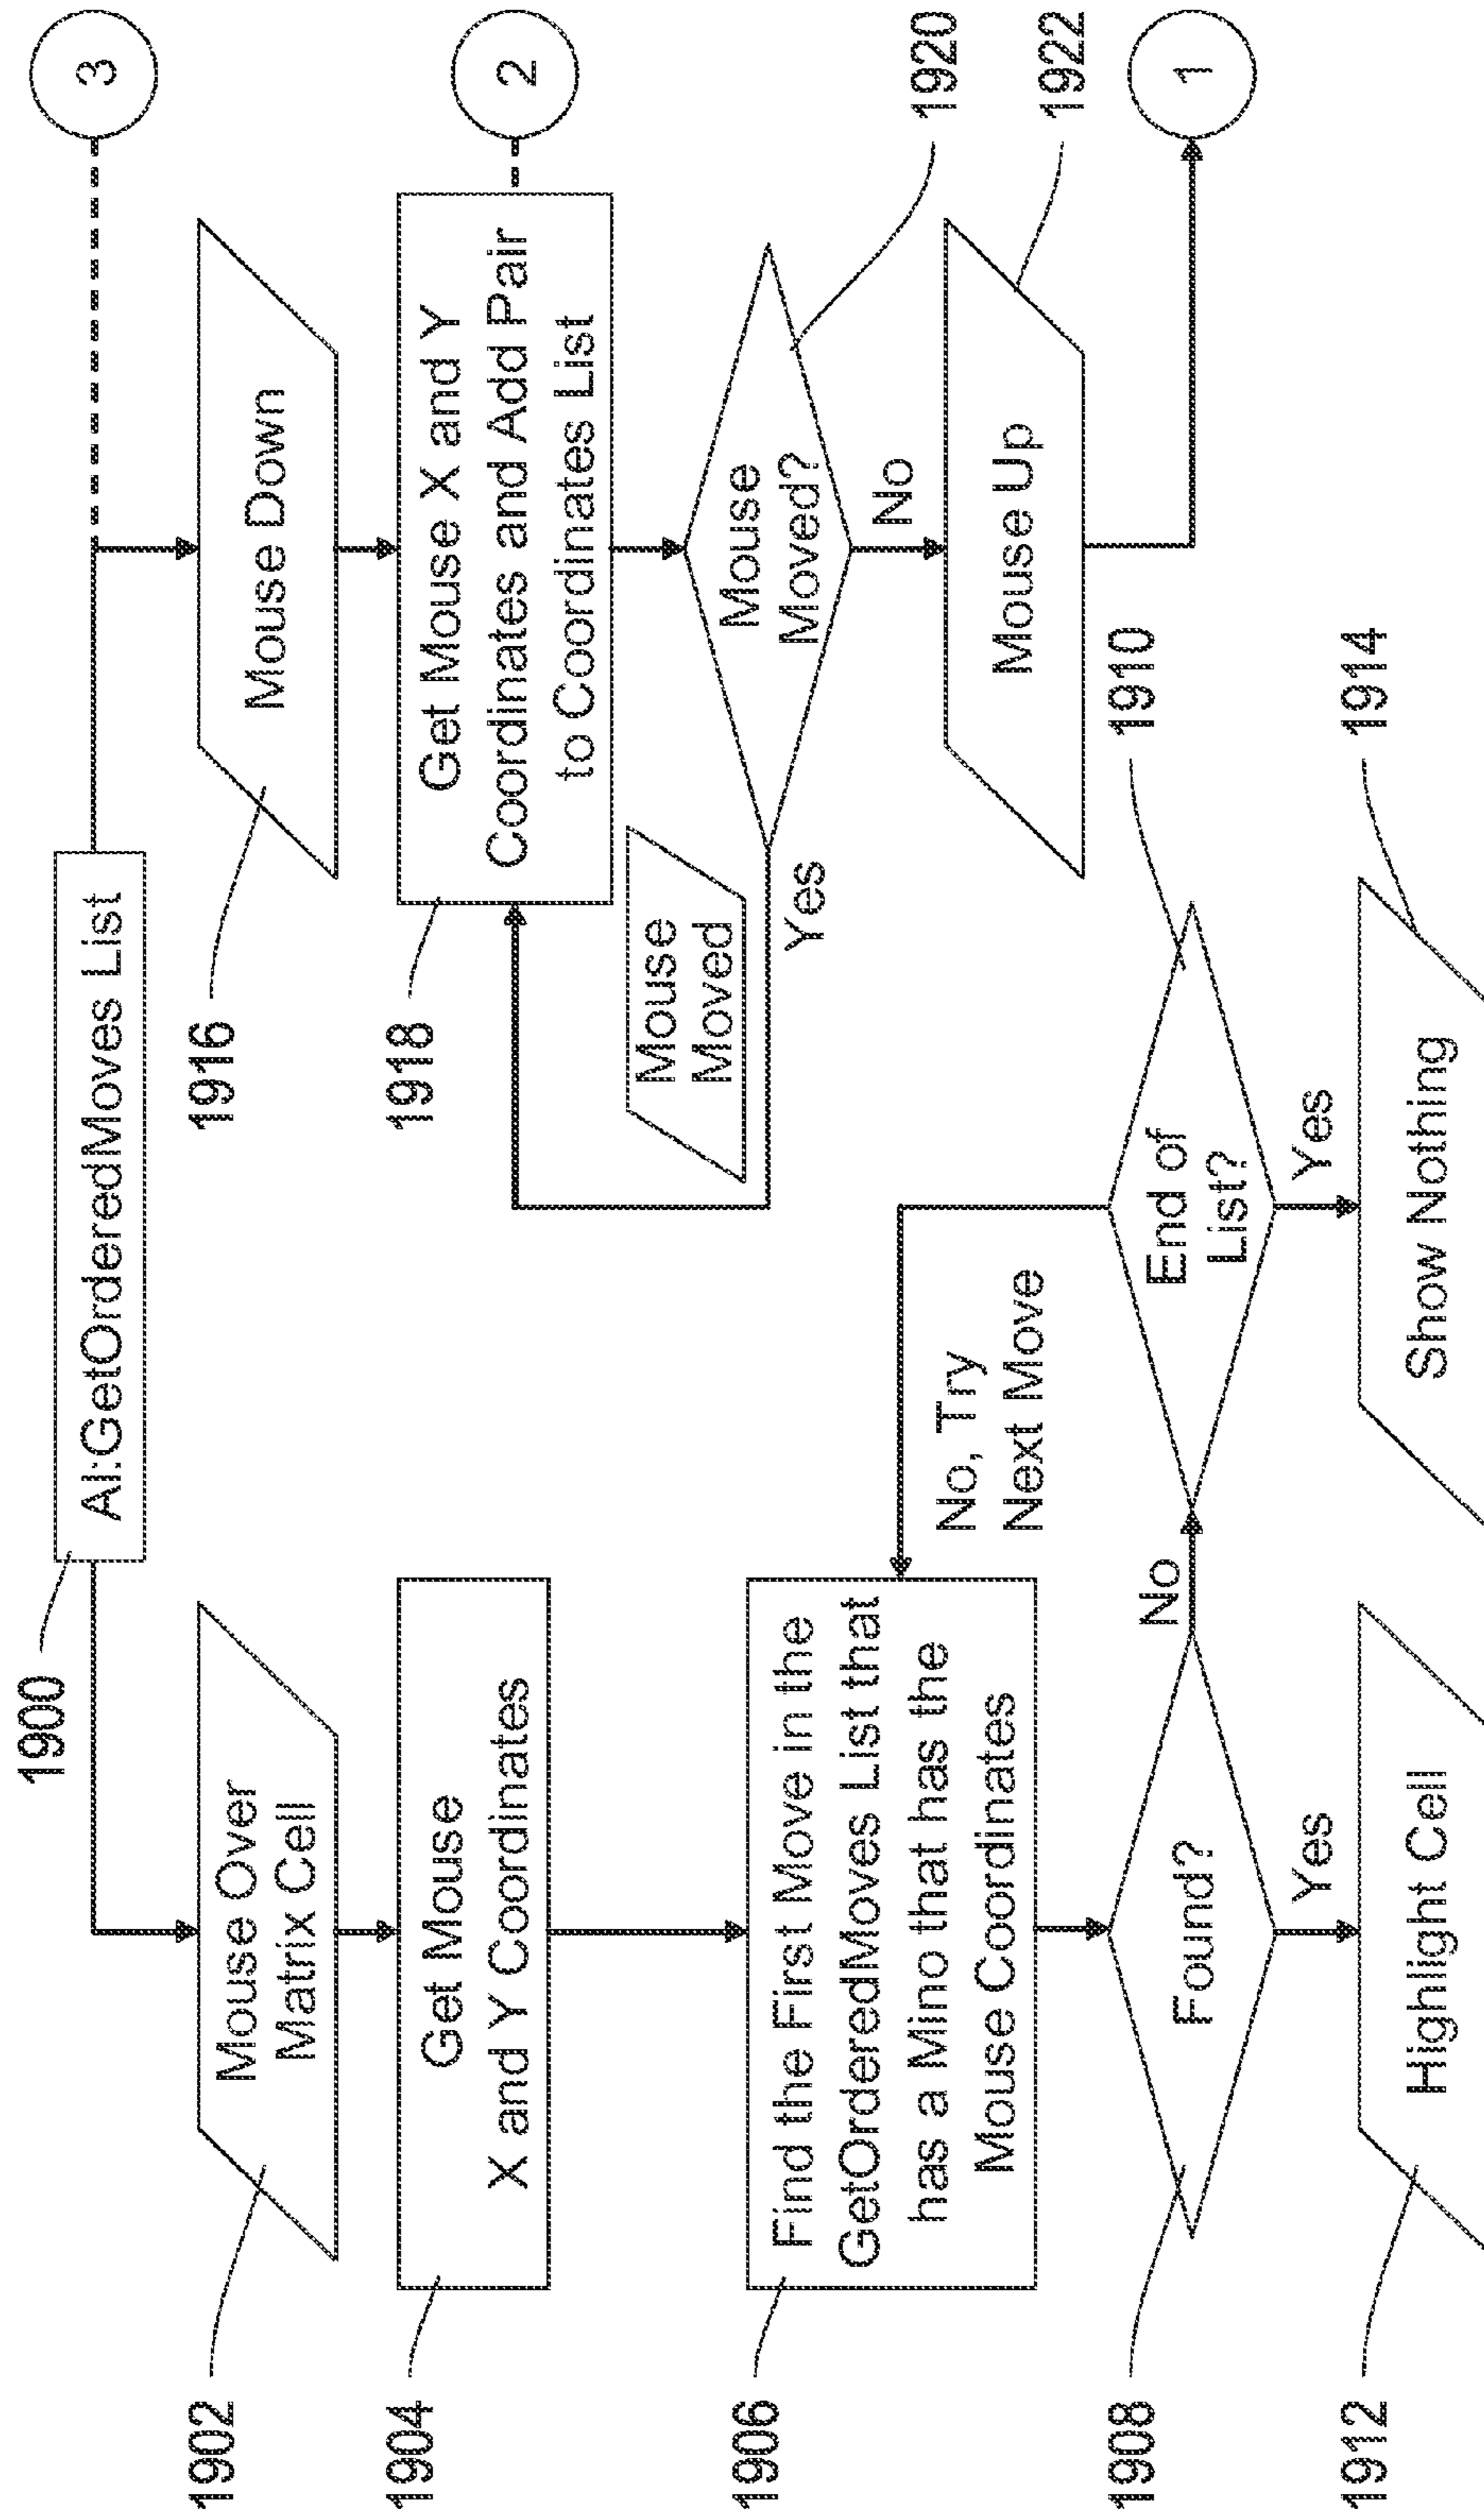 1900
AI:GetOrderedMoves List
3
1902
Mouse Over
Matrix Cell
1904
Get Mouse
X and Y Coordinates
1906
Find the First Move in the
GetOrderedMoves List that
has a Mino that has the
Mouse Coordinates
No, Try
Next Move
1908
Found?
No
End of
List?
1910
Yes
Yes
1912
Highlight Cell
Show Nothing
1914
1916
Mouse Down
1918
Get Mouse X and Y
Coordinates and Add Pair
to Coordinates List
2
Mouse
Moved
Yes
Mouse
Moved?
1920
No
Mouse Up
1922
1